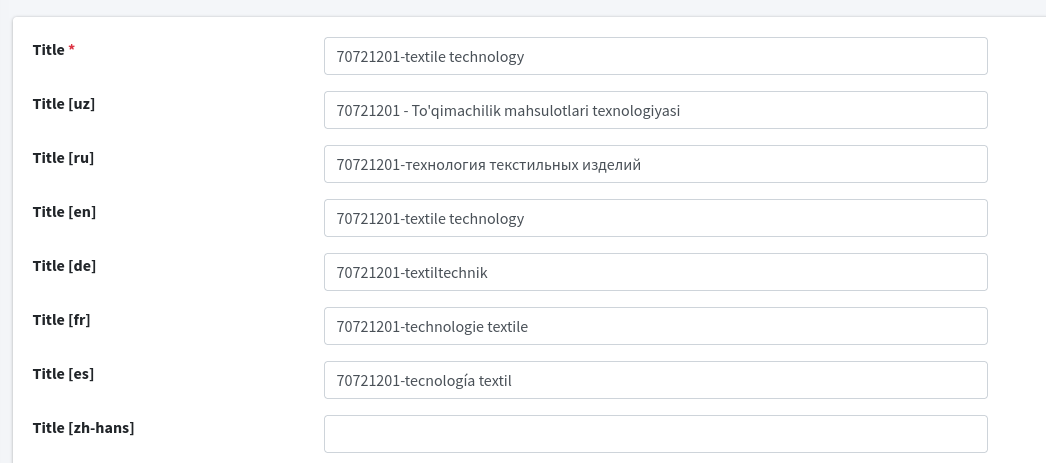 Title *
70721201-textile technology
Title [uz]
70721201 - To'qimachilik mahsulotlari texnologiyasi
Title [ru]
70721201-технология текстильных изделий
Title [en]
70721201-textile technology
Title [de]
70721201-textiltechnik
Title [fr]
70721201-technologie textile
Title [es]
70721201-tecnología textil
Title [zh-hans]